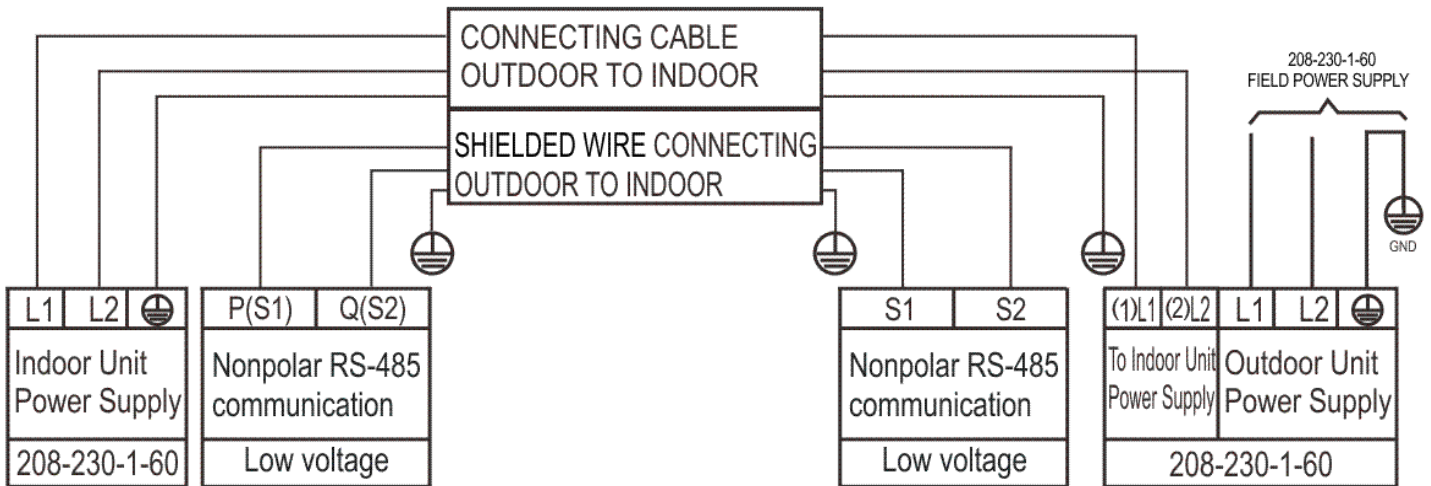 CONNECTING CABLE
OUTDOOR TO INDOOR
SHIELDED WIRE CONNECTING
OUTDOOR TO INDOOR
208-230-1-60
FIELD POWER SUPPLY
GND
L1 L2
Indoor Unit
Power Supply
208-230-1-60
P(S1) Q(S2)
Nonpolar RS-485
communication
Low voltage
S1 S2
Nonpolar RS-485
communication
Low voltage
(1)L1 (2)L2 L1 L2
To Indoor Unit
Power Supply
Outdoor Unit
Power Supply
208-230-1-60